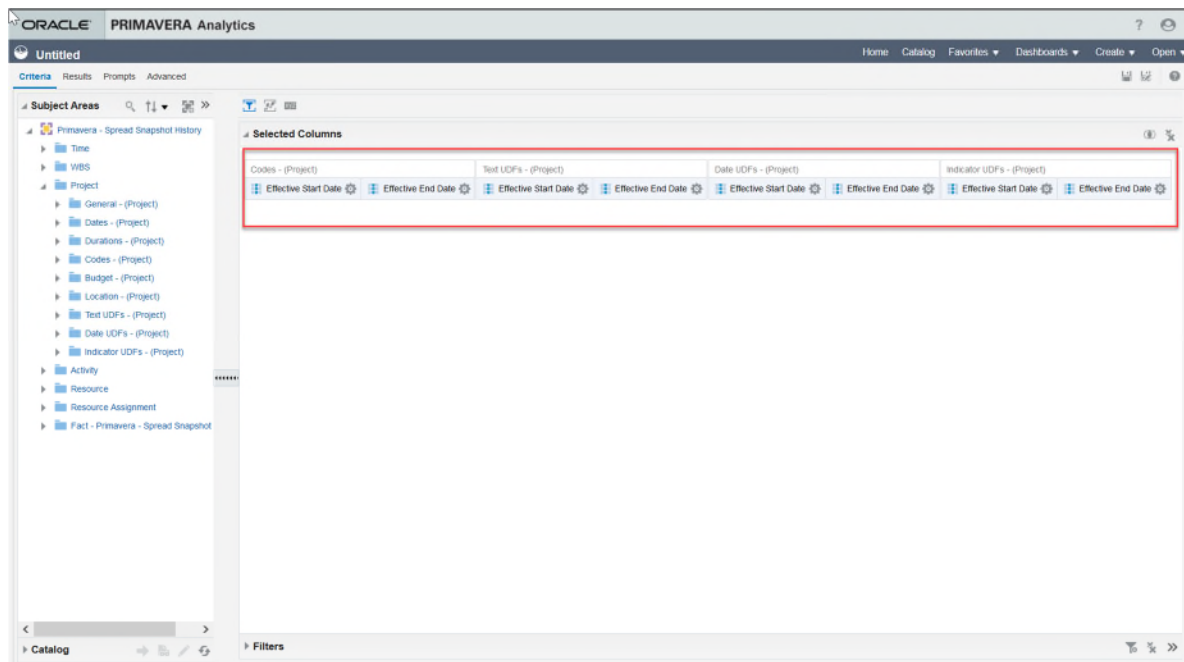 ORACLE PRIMAVERA Analytics ?
Untitled Home Catalog Favorites Dashboards Create Open
Criteria Results Prompts Advanced
Subject Areas
Primavera - Spread Snapshot History
Time
WBS
Project
General - (Project)
Dates - (Project)
Durations - (Project)
Codes - (Project)
Budget - (Project)
Location - (Project)
Text UDFs - (Project)
Date UDFs - (Project)
Indicator UDFs - (Project)
Activity
Resource
Resource Assignment
Fact - Primavera - Spread Snapshot
Catalog
Selected Columns
Codes - (Project) Text UDFs - (Project) Date UDFs - (Project) Indicator UDFs - (Project)
Effective Start Date Effective End Date Effective Start Date Effective End Date Effective Start Date Effective End Date Effective Start Date Effective End Date
Filters